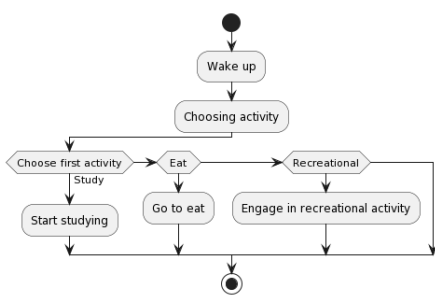 Wake up
Choosing activity
Choose first activity
Eat
Recreational
Study
Start studying
Go to eat
Engage in recreational activity